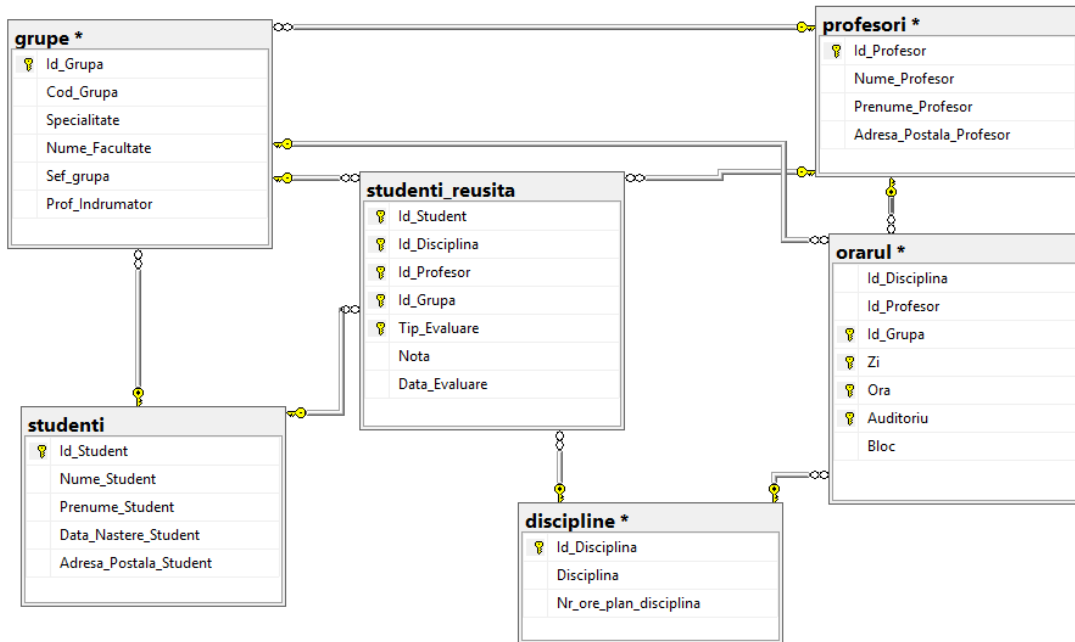 grupe *
Id_Grupa
Cod_Grupa
Specialitate
Nume_Facultate
Sef_grupa
Prof_Indrumator
profesori *
Id_Profesor
Nume_Profesor
Prenume_Profesor
Adresa_Postala_Profesor
studenti_reusita
Id_Student
Id_Disciplina
Id_Profesor
Id_Grupa
Tip_Evaluare
Nota
Data_Evaluare
orarul *
Id_Disciplina
Id_Profesor
Id_Grupa
Zi
Ora
Auditoriu
Bloc
studenti
Id_Student
Nume_Student
Prenume_Student
Data_Nastere_Student
Adresa_Postala_Student
discipline *
Id_Disciplina
Disciplina
Nr_ore_plan_disciplina